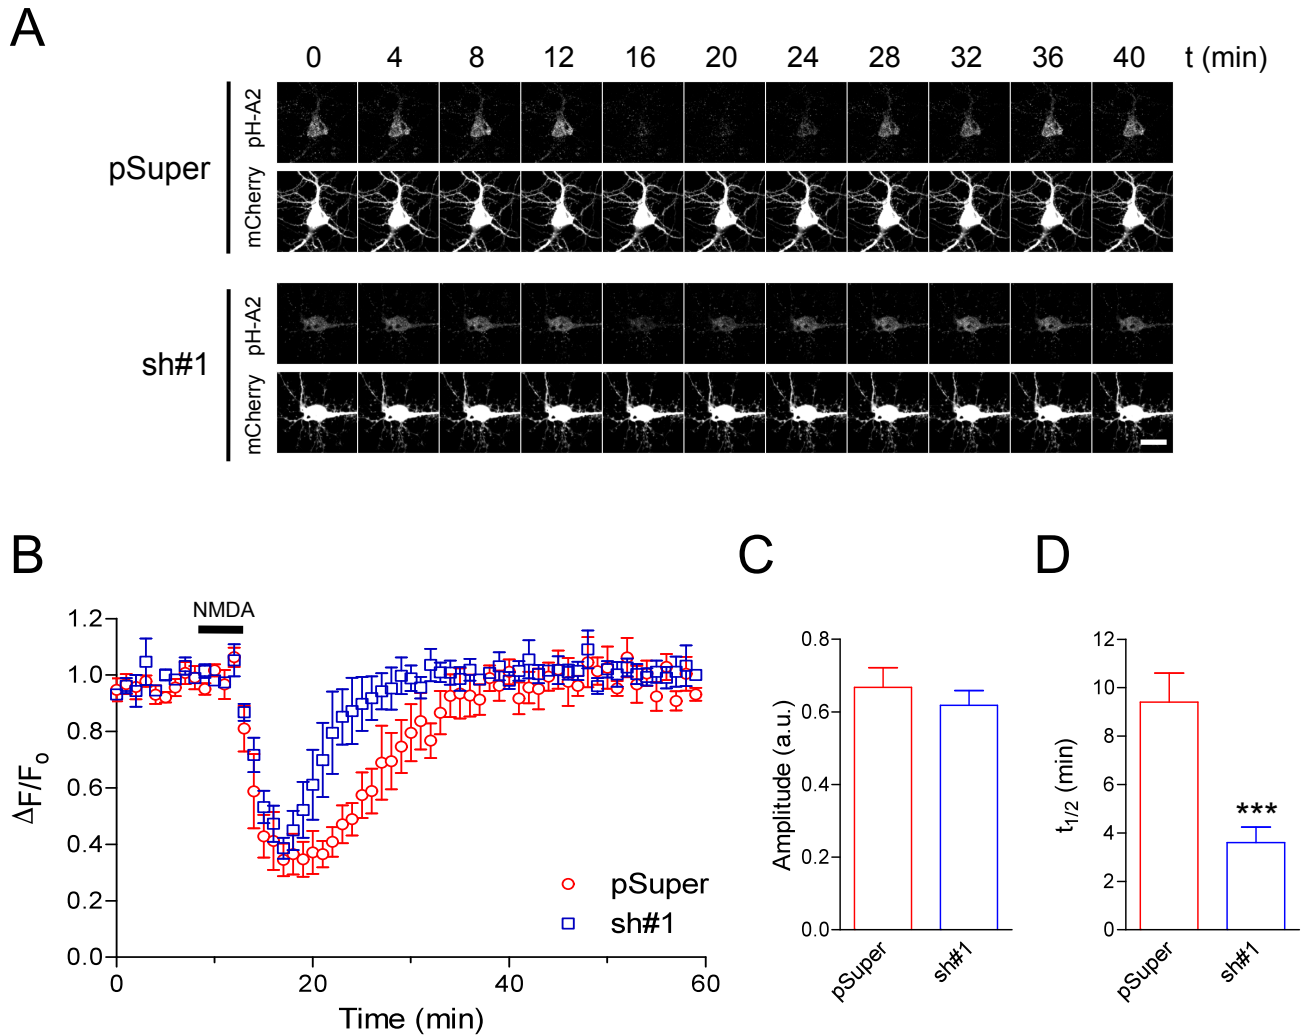 A
0 4 8 12 16 20 24 28 32 36 40 t (min)
pSuper
pH-A2
mCherry
sh#1
pH-A2
mCherry
B
NMDA
1.2
1.0
0.8
0.6
0.4
0.2
0.0
ΔF/Fo
pSuper
sh#1
0 20 40 60
Time (min)
C
0.8
0.6
0.4
0.2
0.0
Amplitude (a.u.)
pSuper
sh#1
D
12
10
8
6
4
2
0
t1/2 (min)
***
pSuper
sh#1